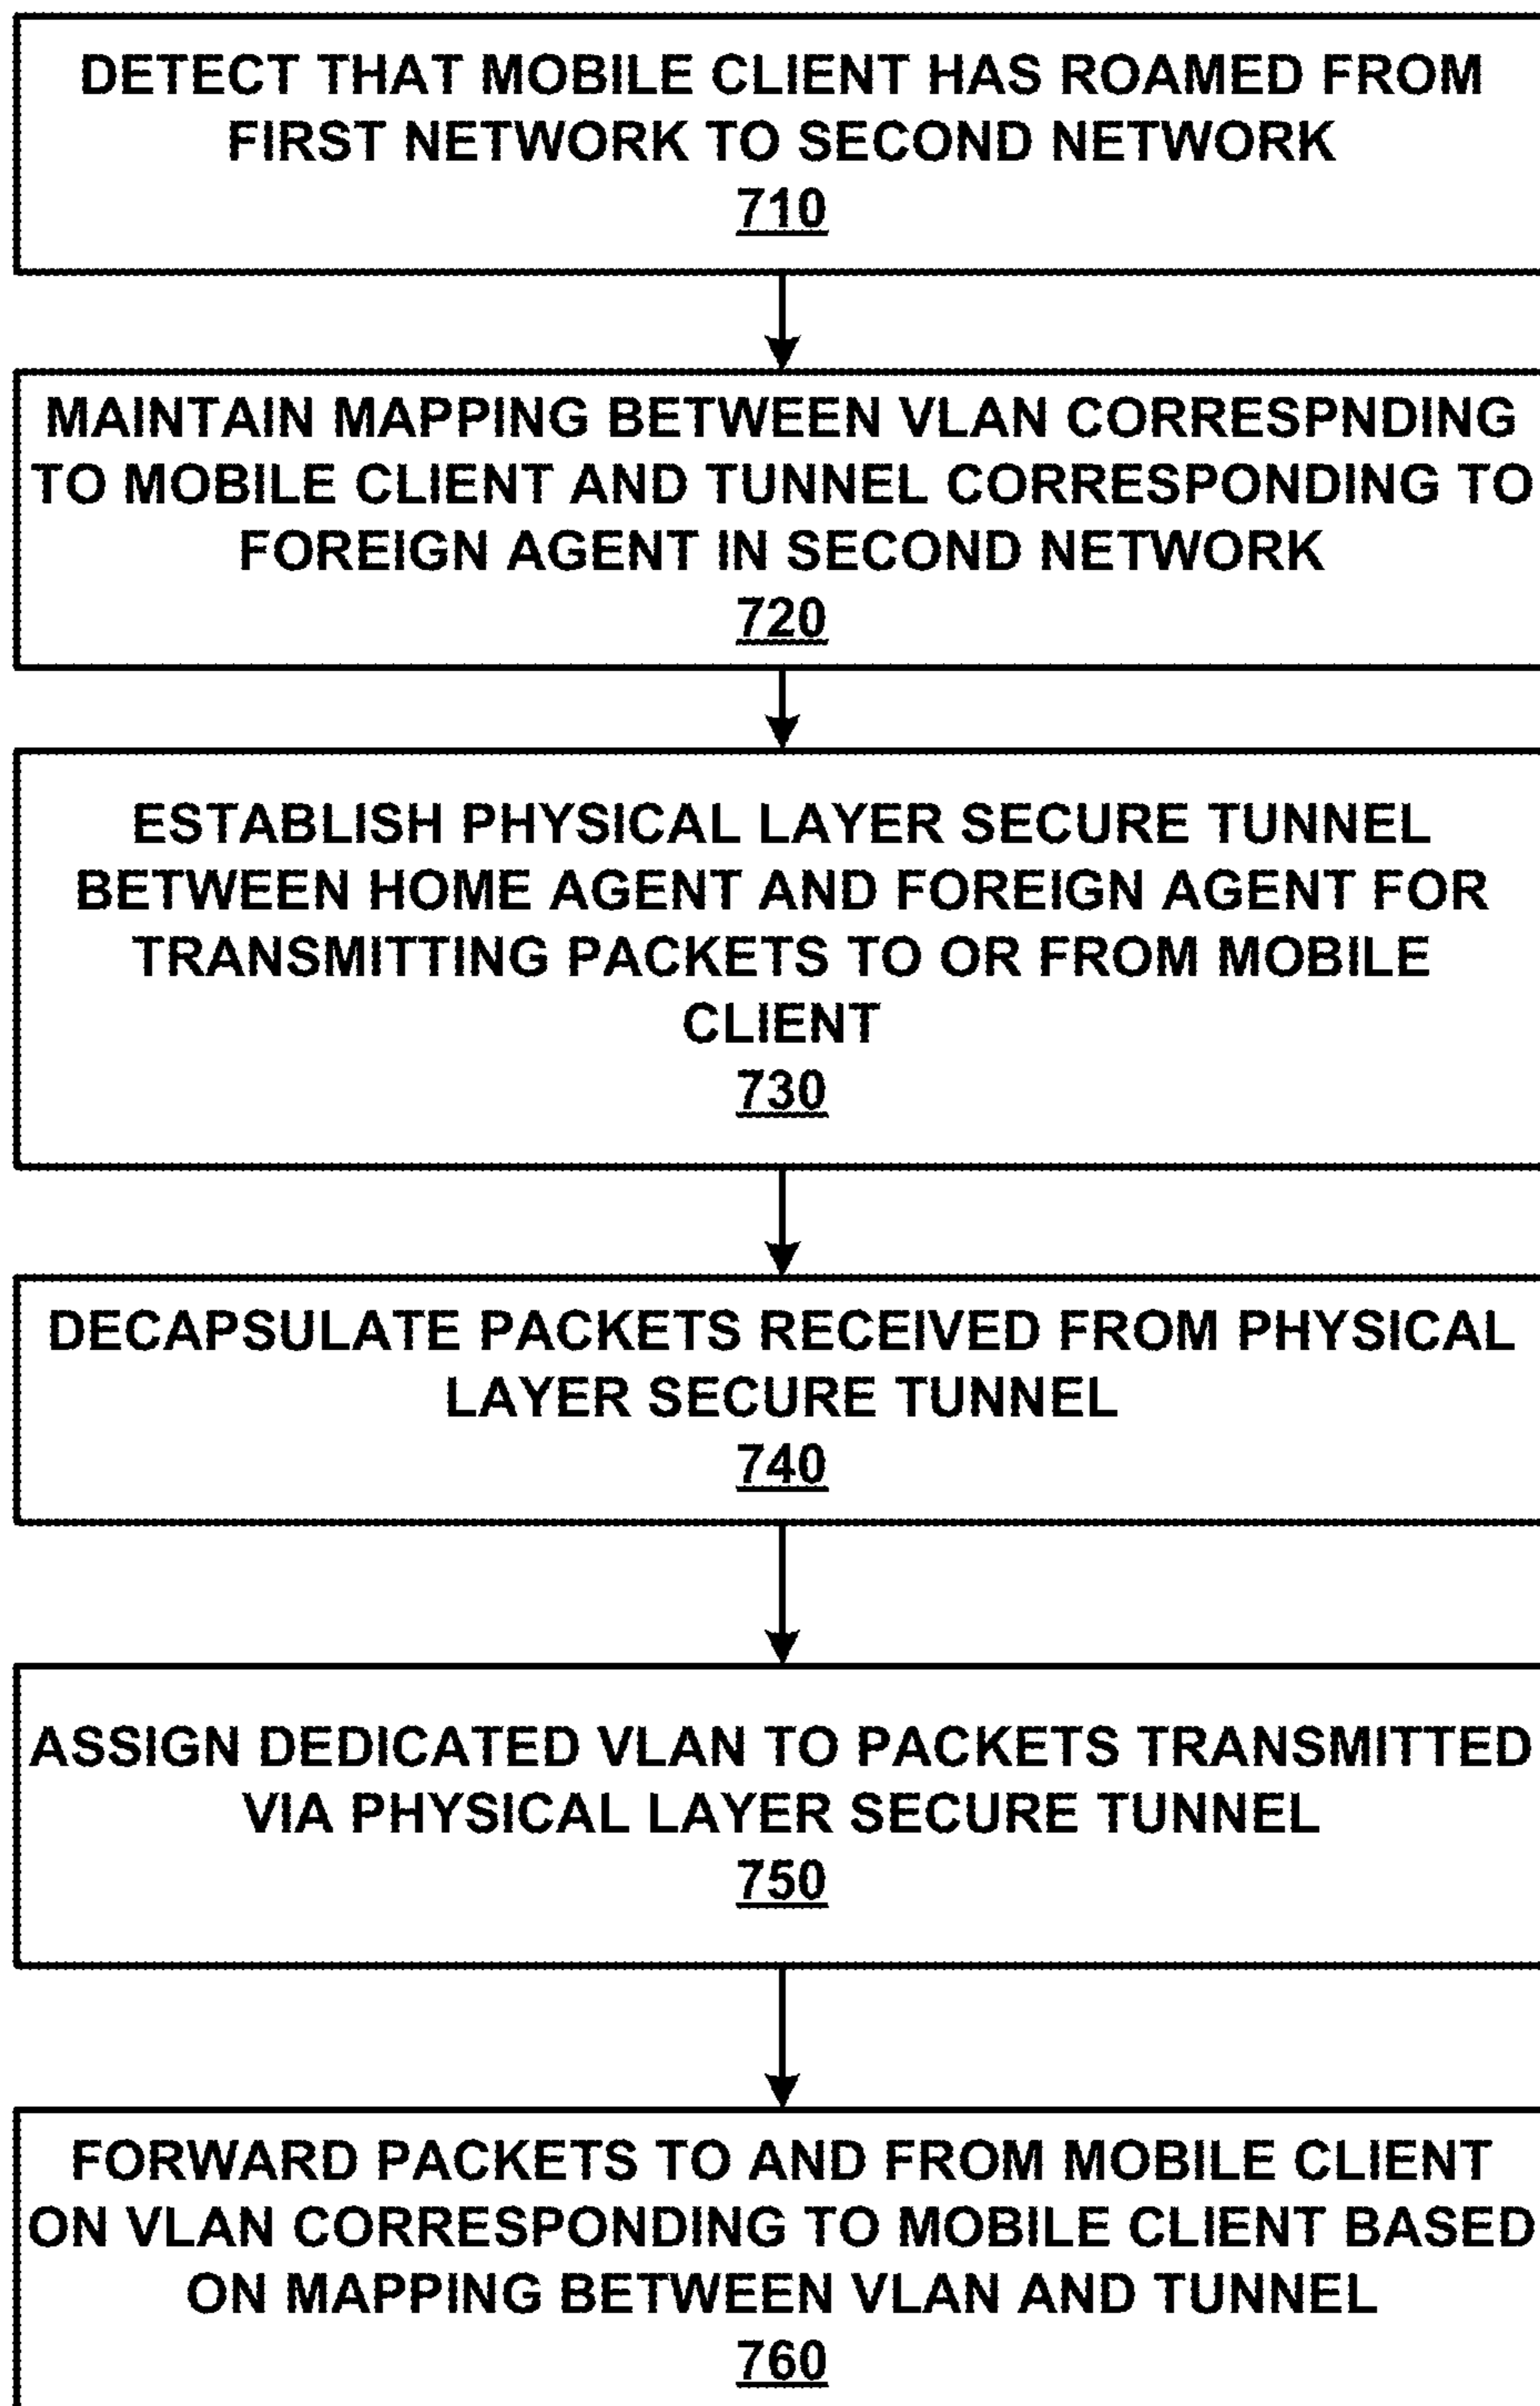 DETECT THAT MOBILE CLIENT HAS ROAMED FROM
FIRST NETWORK TO SECOND NETWORK
710
MAINTAIN MAPPING BETWEEN VLAN CORRESPNDING
TO MOBILE CLIENT AND TUNNEL CORRESPONDING TO
FOREIGN AGENT IN SECOND NETWORK
720
ESTABLISH PHYSICAL LAYER SECURE TUNNEL
BETWEEN HOME AGENT AND FOREIGN AGENT FOR
TRANSMITTING PACKETS TO OR FROM MOBILE
CLIENT
730
DECAPSULATE PACKETS RECEIVED FROM PHYSICAL
LAYER SECURE TUNNEL
740
ASSIGN DEDICATED VLAN TO PACKETS TRANSMITTED
VIA PHYSICAL LAYER SECURE TUNNEL
750
FORWARD PACKETS TO AND FROM MOBILE CLIENT
ON VLAN CORRESPONDING TO MOBILE CLIENT BASED
ON MAPPING BETWEEN VLAN AND TUNNEL
760